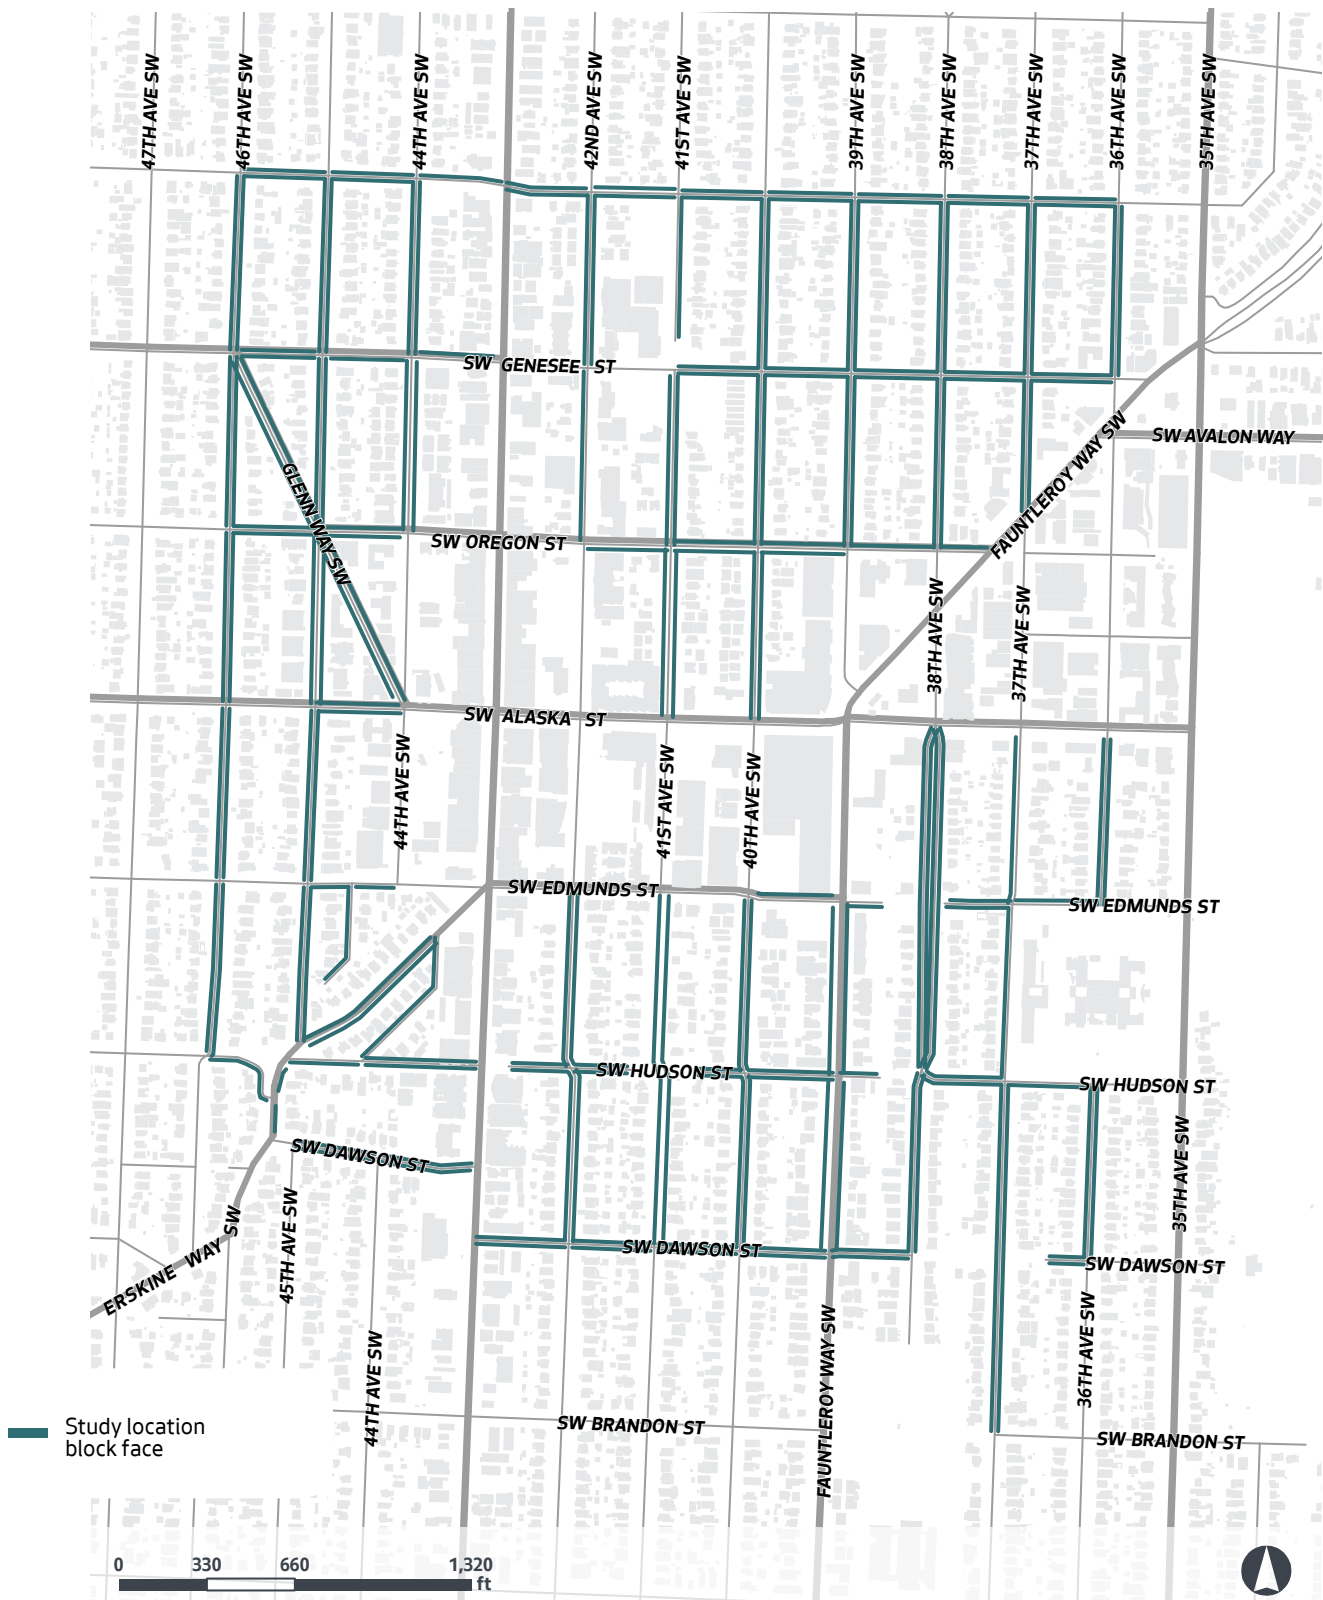 47TH AVE SW
46TH AVE SW
44TH AVE SW
42ND AVE SW
41ST AVE SW
39TH AVE SW
38TH AVE SW
37TH AVE SW
36TH AVE SW
35TH AVE SW
SW GENESEE ST
SW AVALON WAY
FAUNTLEROY WAY SW
GLENN WAY SW
SW OREGON ST
38TH AVE SW
37TH AVE SW
SW ALASKA ST
44TH AVE SW
41ST AVE SW
40TH AVE SW
SW EDMUNDS ST
SW EDMUNDS ST
SW HUDSON ST
SW HUDSON ST
SW DAWSON ST
35TH AVE SW
45TH AVE SW
ERSKINE WAY SW
SW DAWSON ST
SW DAWSON ST
44TH AVE SW
FAUNTLEROY WAY SW
36TH AVE SW
SW BRANDON ST
SW BRANDON ST
Study location
block face
0 330 660 1,320
ft